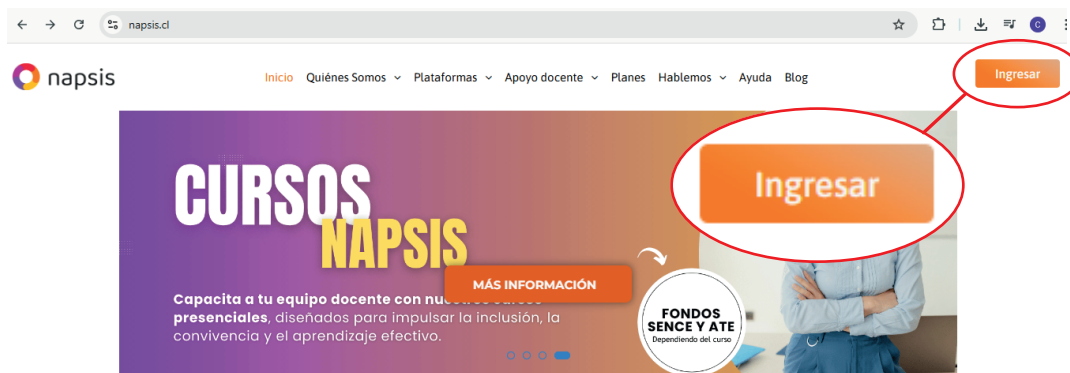 napsis.cl
C
napsis
Inicio Quiénes Somos Plataformas Apoyo docente Planes Hablemos Ayuda Blog
Ingresar
Ingresar
CURSOS
NAPSIS
MÁS INFORMACIÓN
Capacita a tu equipo docente con
presenciales, diseñados para impulsar la inclusión, la
convivencia y el aprendizaje efectivo.
FONDOS
SENCE Y ATE
Dependiendo del curso